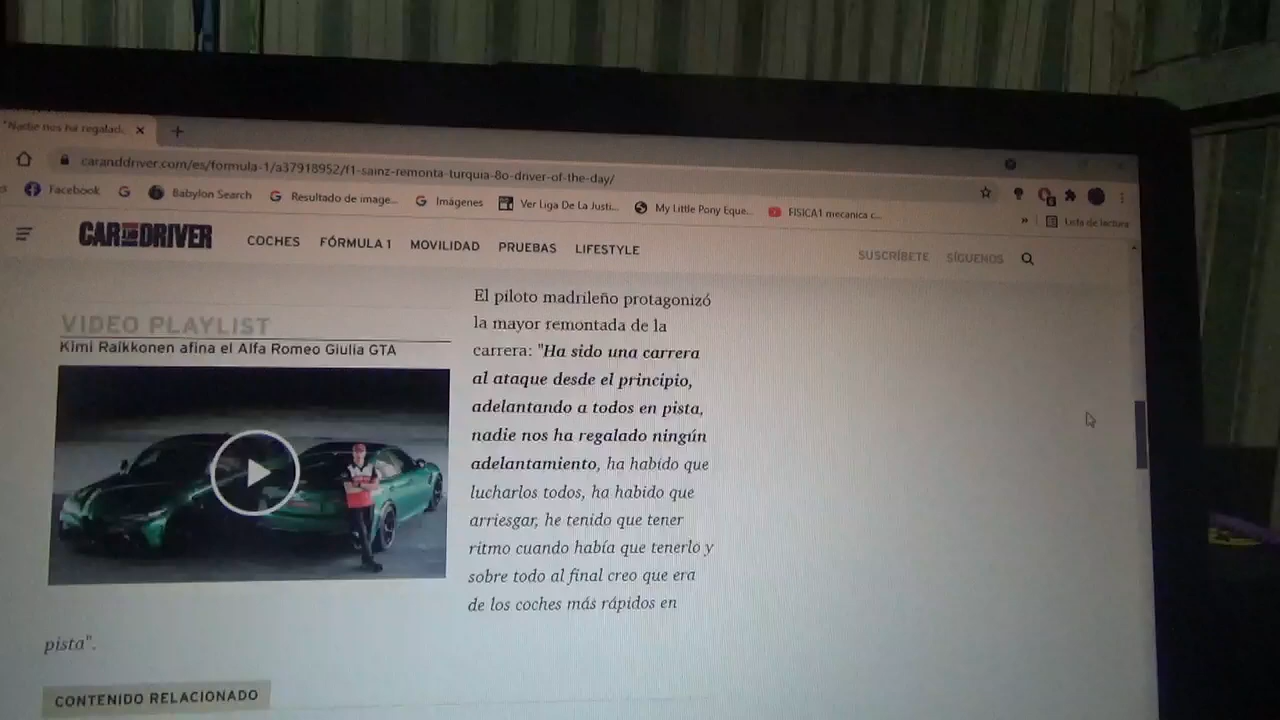 "Nadie nos ha regalad..
caranddriver.com/es/formula-1/a37918952/f1-sainz-remonta-turquia-8o-driver-of-the-day/
Facebook
Babylon Search
Resultado de image...
Imágenes
Ver Liga De La Justi...
My Little Pony Eque...
FISICA1 mecanica c...
»
Lista de lectura
CAR AND DRIVER
COCHES
FÓRMULA 1
MOVILIDAD
PRUEBAS
LIFESTYLE
SUSCRÍBETE
SÍGUENOS
VIDEO PLAYLIST
Kimi Raikkonen afina el Alfa Romeo Giulia GTA
El piloto madrileño protagonizó
la mayor remontada de la
carrera: "Ha sido una carrera
al ataque desde el principio,
adelantando a todos en pista,
nadie nos ha regalado ningún
adelantamiento, ha habido que
lucharlos todos, ha habido que
arriesgar, he tenido que tener
ritmo cuando había que tenerlo y
sobre todo al final creo que era
de los coches más rápidos en
pista".
CONTENIDO RELACIONADO